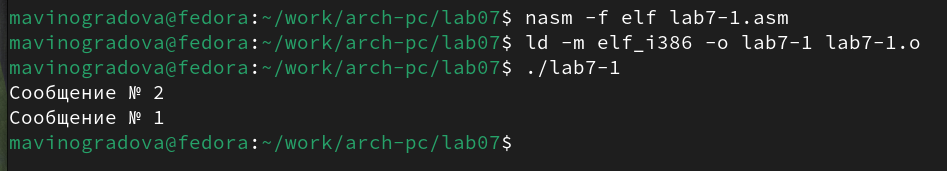 mavinogradova@fedora:~/work/arch-pc/lab07$ nasm -f elf lab7-1.asm
mavinogradova@fedora:~/work/arch-pc/lab07$ ld -m elf_i386 -o lab7-1 lab7-1.o
mavinogradova@fedora:~/work/arch-pc/lab07$ ./lab7-1
Сообщение № 2
Сообщение № 1
mavinogradova@fedora:~/work/arch-pc/lab07$